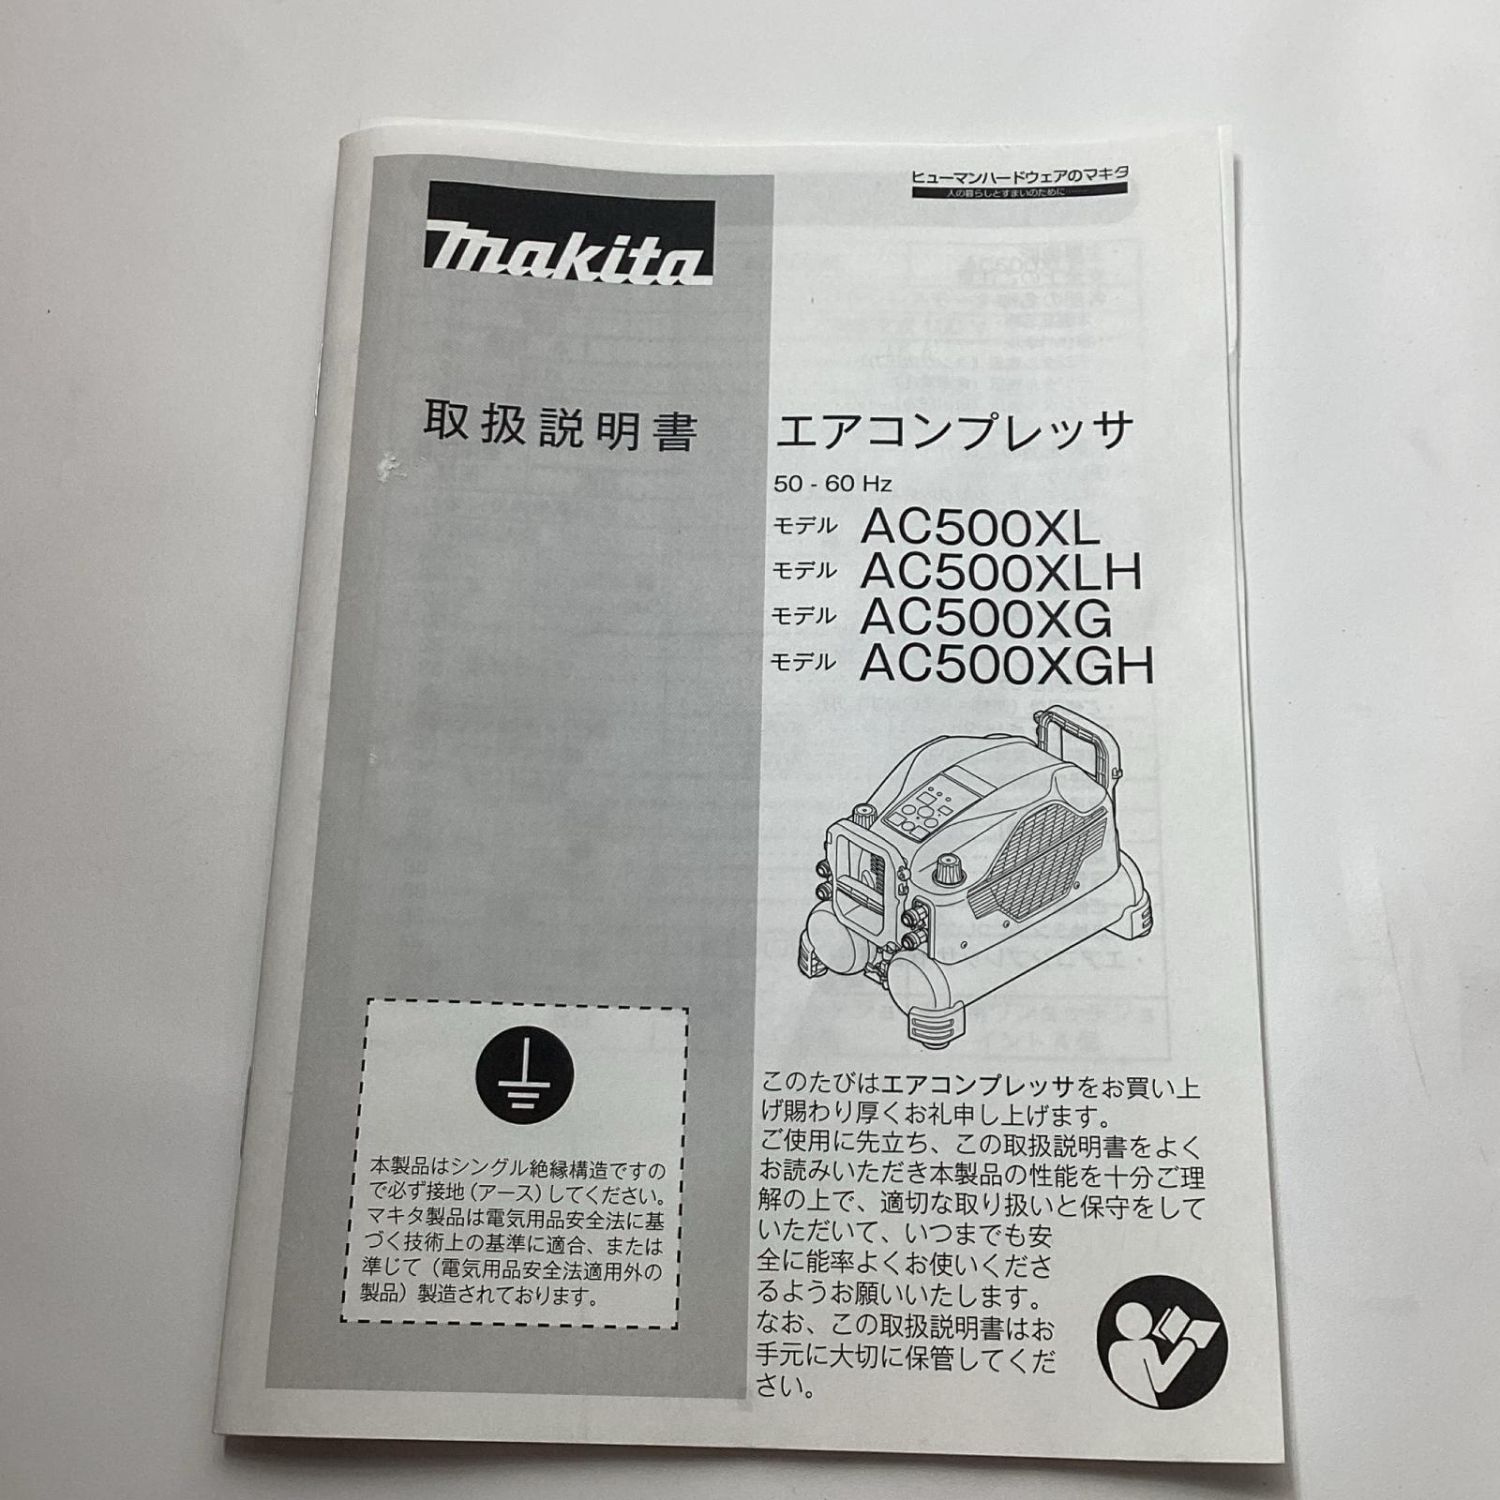 makita
ヒューマンハードウェアのマキタ
人の暮らしとすまいのために
取扱説明書
エアコンプレッサ
50 - 60 Hz
モデル AC500XL
モデル AC500XLH
モデル AC500XG
モデル AC500XGH
本製品はシングル絶縁構造ですの
で必ず接地（アース）してください。
マキタ製品は電気用品安全法に基
づく技術上の基準に適合、または
準じて（電気用品安全法適用外の
製品）製造されております。
このたびはエアコンプレッサをお買い上
げ賜わり厚くお礼申し上げます。
ご使用に先立ち、この取扱説明書をよく
お読みいただき本製品の性能を十分ご理
解の上で、適切な取り扱いと保守をして
いただいて、いつまでも安
全に能率よくお使いくださ
るようお願いいたします。
なお、この取扱説明書はお
手元に大切に保管してくだ
さい。